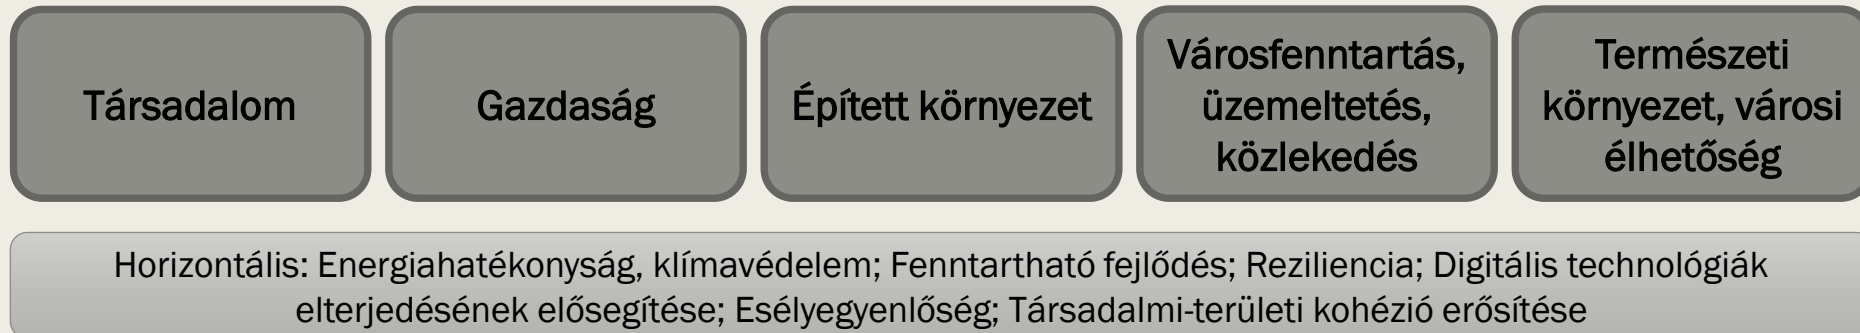 Társadalom
Gazdaság
Épített környezet
Városfenntartás,
üzemeltetés,
közlekedés
Természeti
környezet, városi
élhetőség
Horizontális: Energiahatékonyság, klímavédelem; Fenntartható fejlődés; Reziliencia; Digitális technológiák
elterjedésének elősegítése; Esélyegyenlőség; Társadalmi-területi kohézió erősítése